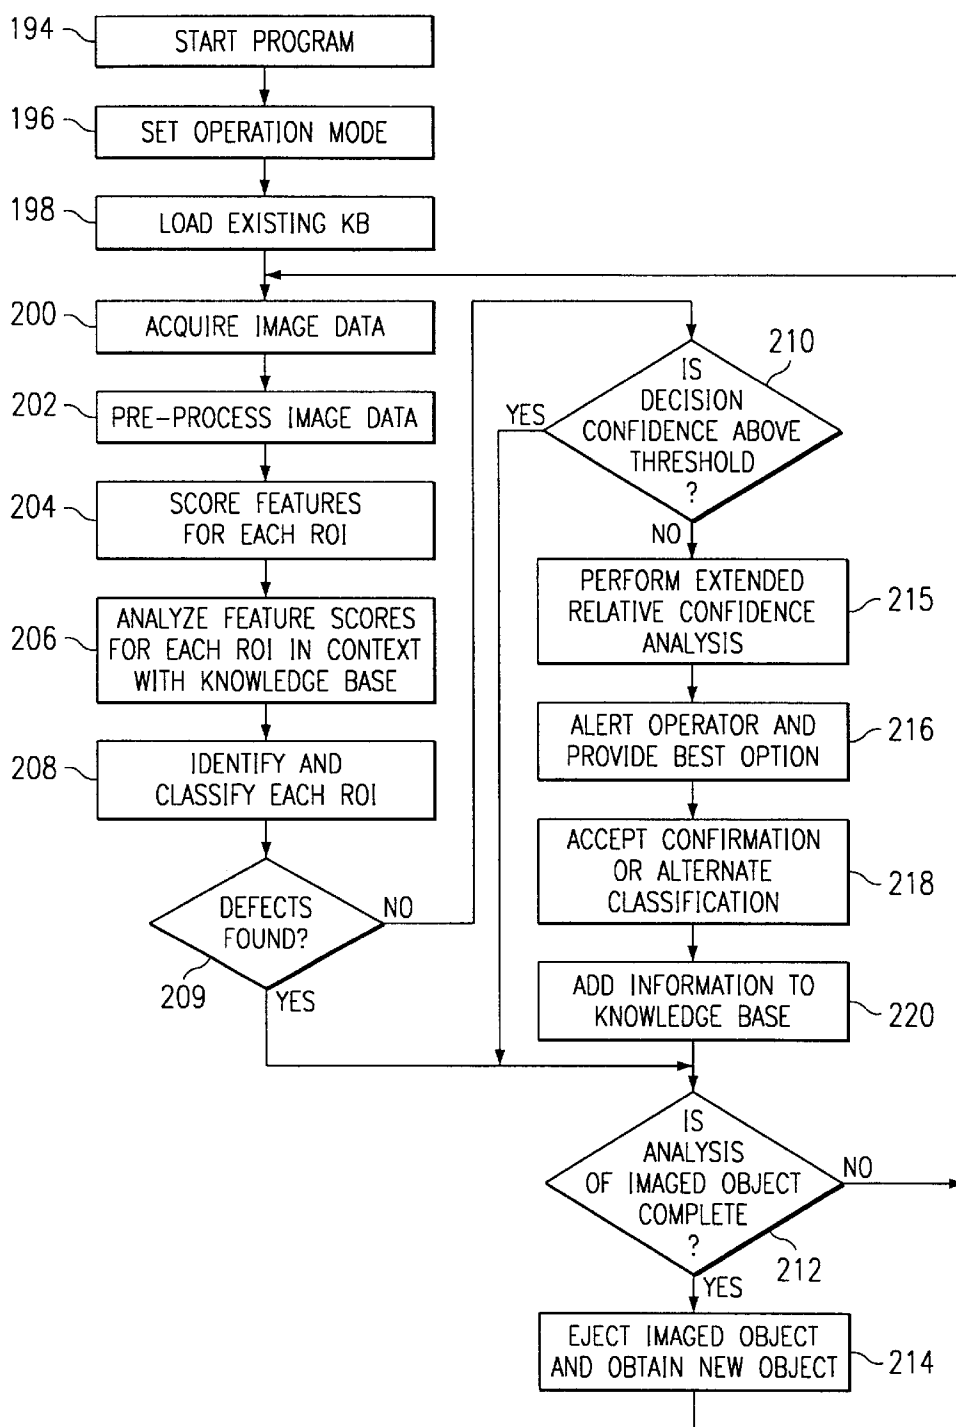 194
START PROGRAM
196
SET OPERATION MODE
198
LOAD EXISTING KB
200
ACQUIRE IMAGE DATA
202
PRE-PROCESS IMAGE DATA
204
SCORE FEATURES
FOR EACH ROI
206
ANALYZE FEATURE SCORES
FOR EACH ROI IN CONTEXT
WITH KNOWLEDGE BASE
208
IDENTIFY AND
CLASSIFY EACH ROI
DEFECTS
FOUND?
NO
209
YES
210
IS
DECISION
CONFIDENCE ABOVE
THRESHOLD
?
YES
NO
PERFORM EXTENDED
RELATIVE CONFIDENCE
ANALYSIS
215
ALERT OPERATOR AND
PROVIDE BEST OPTION
216
ACCEPT CONFIRMATION
OR ALTERNATE
CLASSIFICATION
218
ADD INFORMATION TO
KNOWLEDGE BASE
220
IS
ANALYSIS
OF IMAGED OBJECT
COMPLETE
?
NO
212
YES
EJECT IMAGED OBJECT
AND OBTAIN NEW OBJECT
214